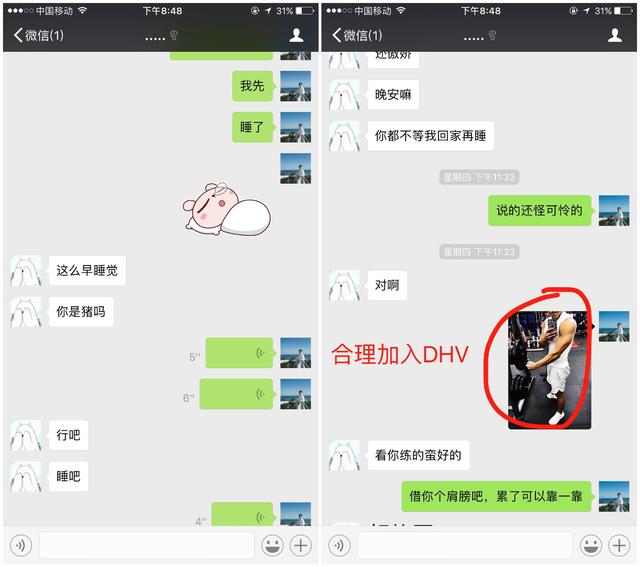 中国移动
下午8:48
31%
微信(1)
.....
我先
睡了
这么早睡觉
你是猪吗
5"
6"
行吧
睡吧
4"
中国移动
下午8:48
31%
微信(1)
.....
还傲娇
晚安嘛
你都不等我回家再睡
星期四 下午11:23
说的还怪可怜的
星期四 下午11:23
对啊
合理加入DHV
看你练的蛮好的
借你个肩膀吧，累了可以靠一靠